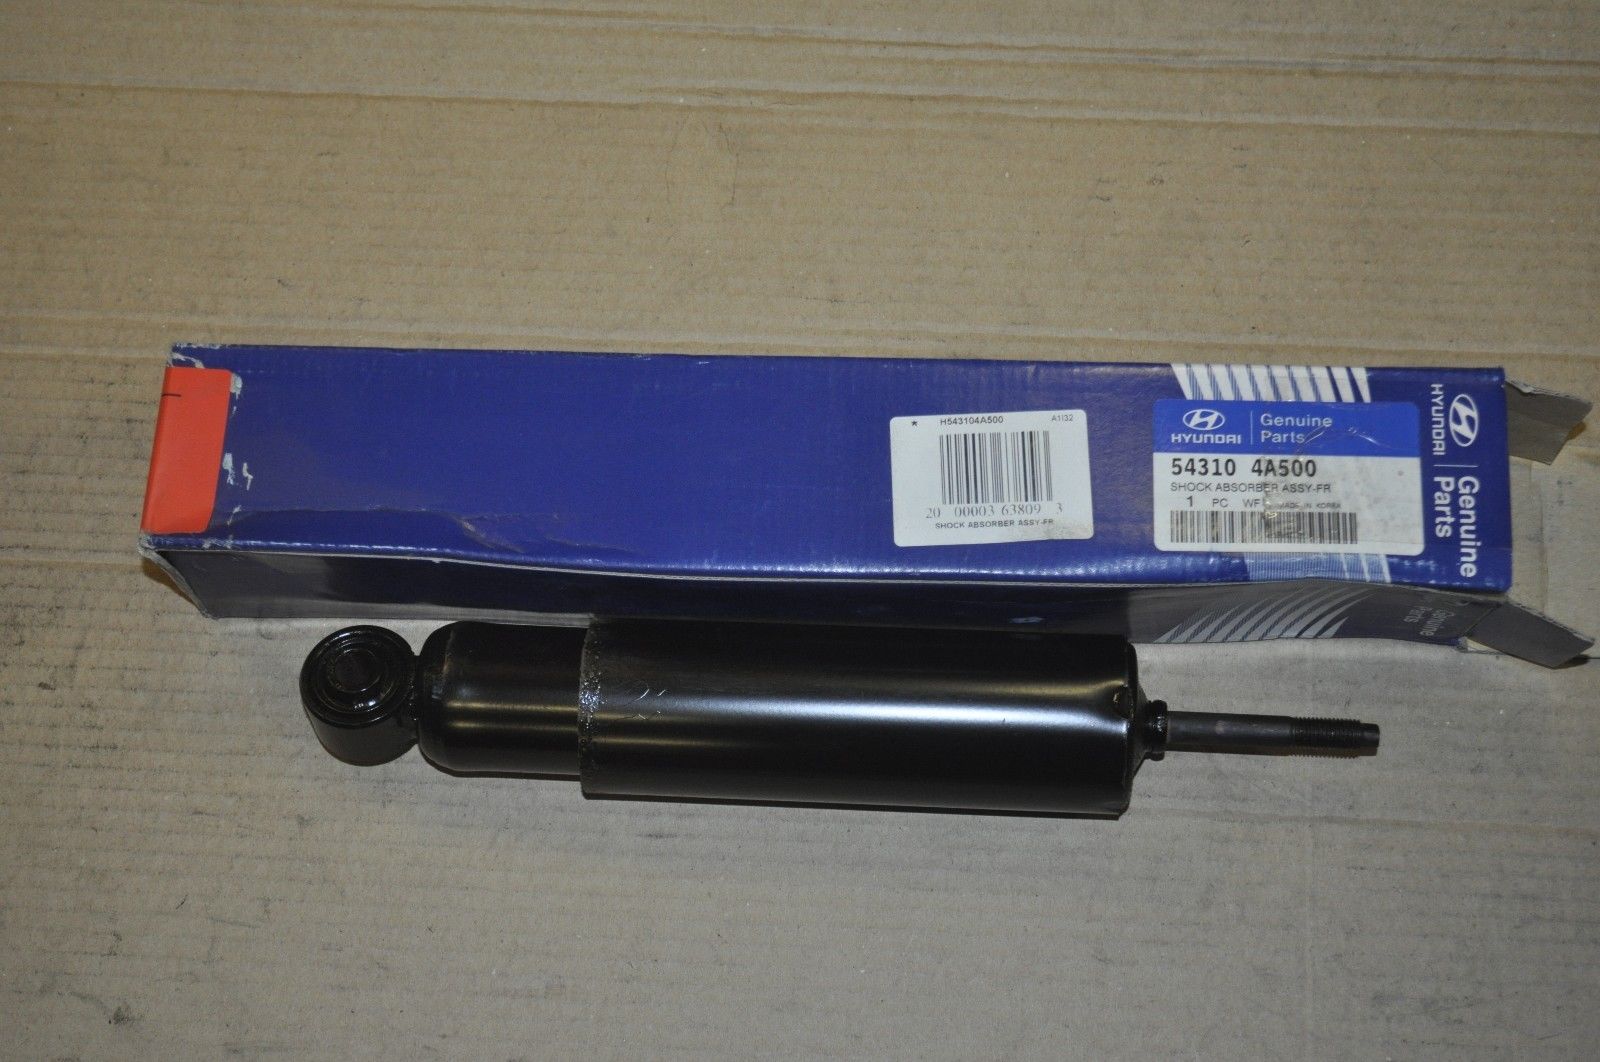 * H543104A500 A1I32
20 00003 63809 3
SHOCK ABSORBER ASSY-FR
HYUNDAI Genuine Parts
54310 4A500
SHOCK ABSORBER ASSY-FR
1 PC WF MADE IN KOREA
HYUNDAI Genuine Parts
Genuine Parts